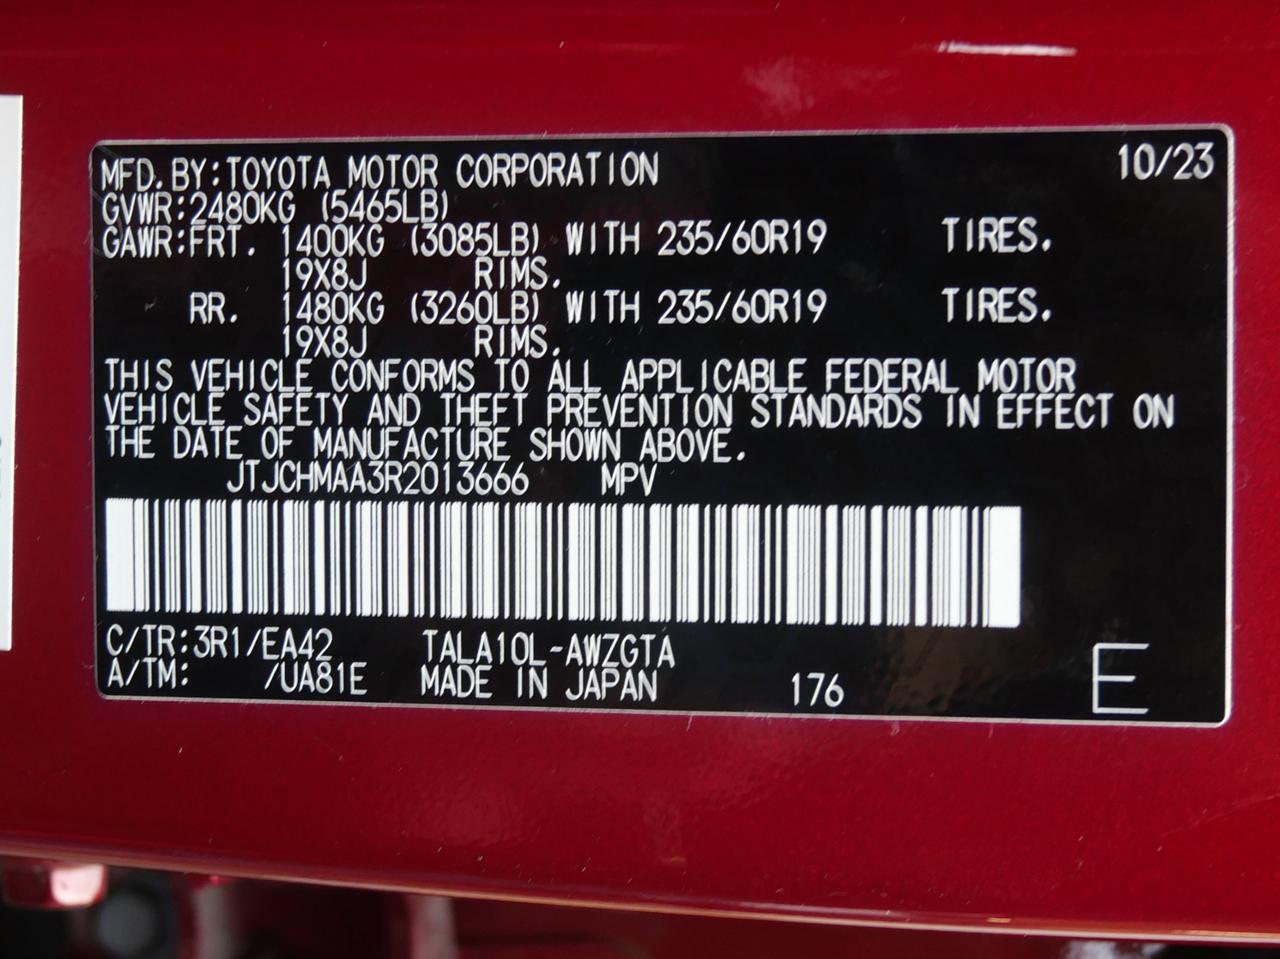 MFD. BY: TOYOTA MOTOR CORPORATION 10/23
GVWR: 2480KG (5465LB)
GAWR: FRT. 1400KG (3085LB) WITH 235/60R19 TIRES.
19X8J RIMS.
RR. 1480KG (3260LB) WITH 235/60R19 TIRES.
19X8J RIMS.
THIS VEHICLE CONFORMS TO ALL APPLICABLE FEDERAL MOTOR
VEHICLE SAFETY AND THEFT PREVENTION STANDARDS IN EFFECT ON
THE DATE OF MANUFACTURE SHOWN ABOVE.
JTJCHMAA3R2013666 MPV
C/TR: 3R1/EA42 TALA10L-AWZGTA
A/TM: /UA81E MADE IN JAPAN 176 E